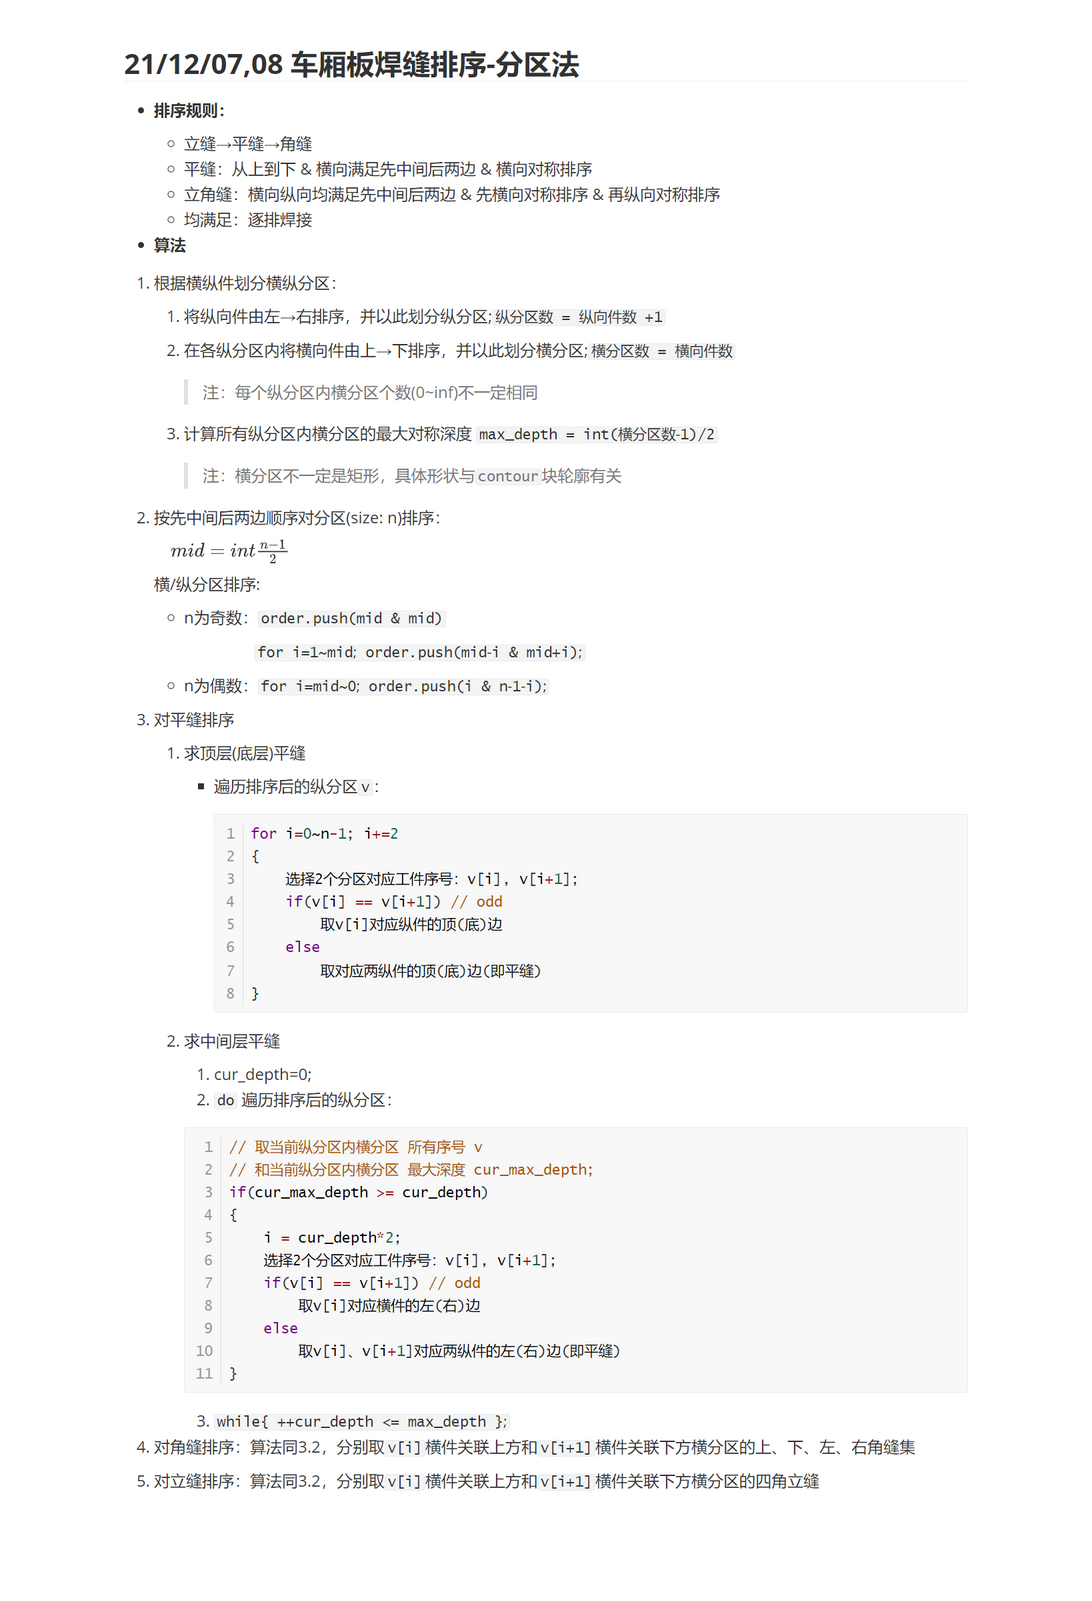 21/12/07,08 车厢板焊缝排序-分区法
排序规则：
立缝→平缝→角缝
平缝：从上到下 & 横向满足先中间后两边 & 横向对称排序
立角缝：横向纵向均满足先中间后两边 & 先横向对称排序 & 再纵向对称排序
均满足：逐排焊接
算法
1. 根据横纵件划分横纵分区：
1. 将纵向件由左→右排序，并以此划分纵分区; 纵分区数 = 纵向件数 +1
2. 在各纵分区内将横向件由上→下排序，并以此划分横分区; 横分区数 = 横向件数
注：每个纵分区内横分区个数(0~inf)不一定相同
3. 计算所有纵分区内横分区的最大对称深度 max_depth = int(横分区数-1)/2
注：横分区不一定是矩形，具体形状与contour块轮廓有关
2. 按先中间后两边顺序对分区(size: n)排序：
mid = int \frac{n-1}{2}
横/纵分区排序:
n为奇数：order.push(mid & mid)
for i=1~mid; order.push(mid-i & mid+i);
n为偶数：for i=mid~0; order.push(i & n-1-i);
3. 对平缝排序
1. 求顶层(底层)平缝
遍历排序后的纵分区v：
1 for i=0~n-1; i+=2
2 {
3     选择2个分区对应工件序号：v[i], v[i+1];
4     if(v[i] == v[i+1]) // odd
5         取v[i]对应纵件的顶(底)边
6     else
7         取对应两纵件的顶(底)边(即平缝)
8 }
2. 求中间层平缝
1. cur_depth=0;
2. do 遍历排序后的纵分区：
1 // 取当前纵分区内横分区 所有序号 v
2 // 和当前纵分区内横分区 最大深度 cur_max_depth;
3 if(cur_max_depth >= cur_depth)
4 {
5     i = cur_depth*2;
6     选择2个分区对应工件序号：v[i], v[i+1];
7     if(v[i] == v[i+1]) // odd
8         取v[i]对应横件的左(右)边
9     else
10         取v[i]、v[i+1]对应两纵件的左(右)边(即平缝)
11 }
3. while{ ++cur_depth <= max_depth };
4. 对角缝排序：算法同3.2，分别取v[i]横件关联上方和v[i+1]横件关联下方横分区的上、下、左、右角缝集
5. 对立缝排序：算法同3.2，分别取v[i]横件关联上方和v[i+1]横件关联下方横分区的四角立缝